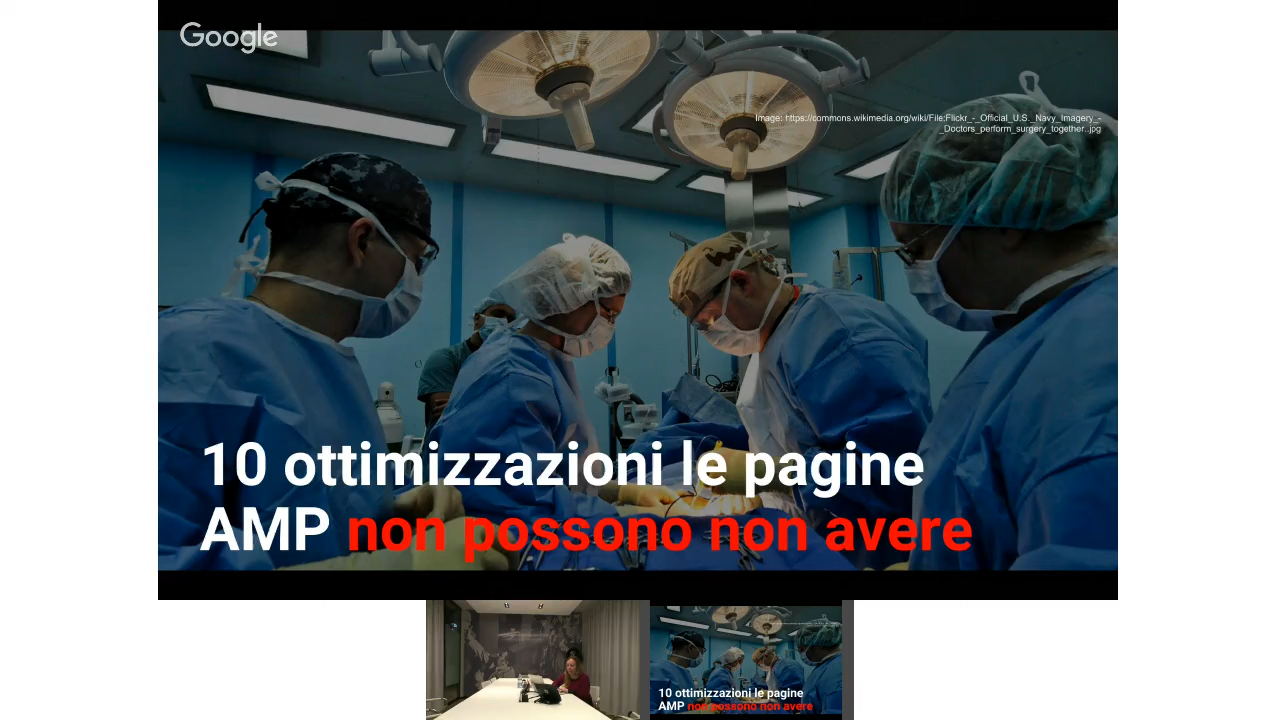 Google
Image: https://commons.wikimedia.org/wiki/File:Flickr_-_Official_U.S._Navy_Imagery_-
_Doctors_perform_surgery_together..jpg
10 ottimizzazioni le pagine
AMP non possono non avere
10 ottimizzazioni le pagine
AMP non possono non avere